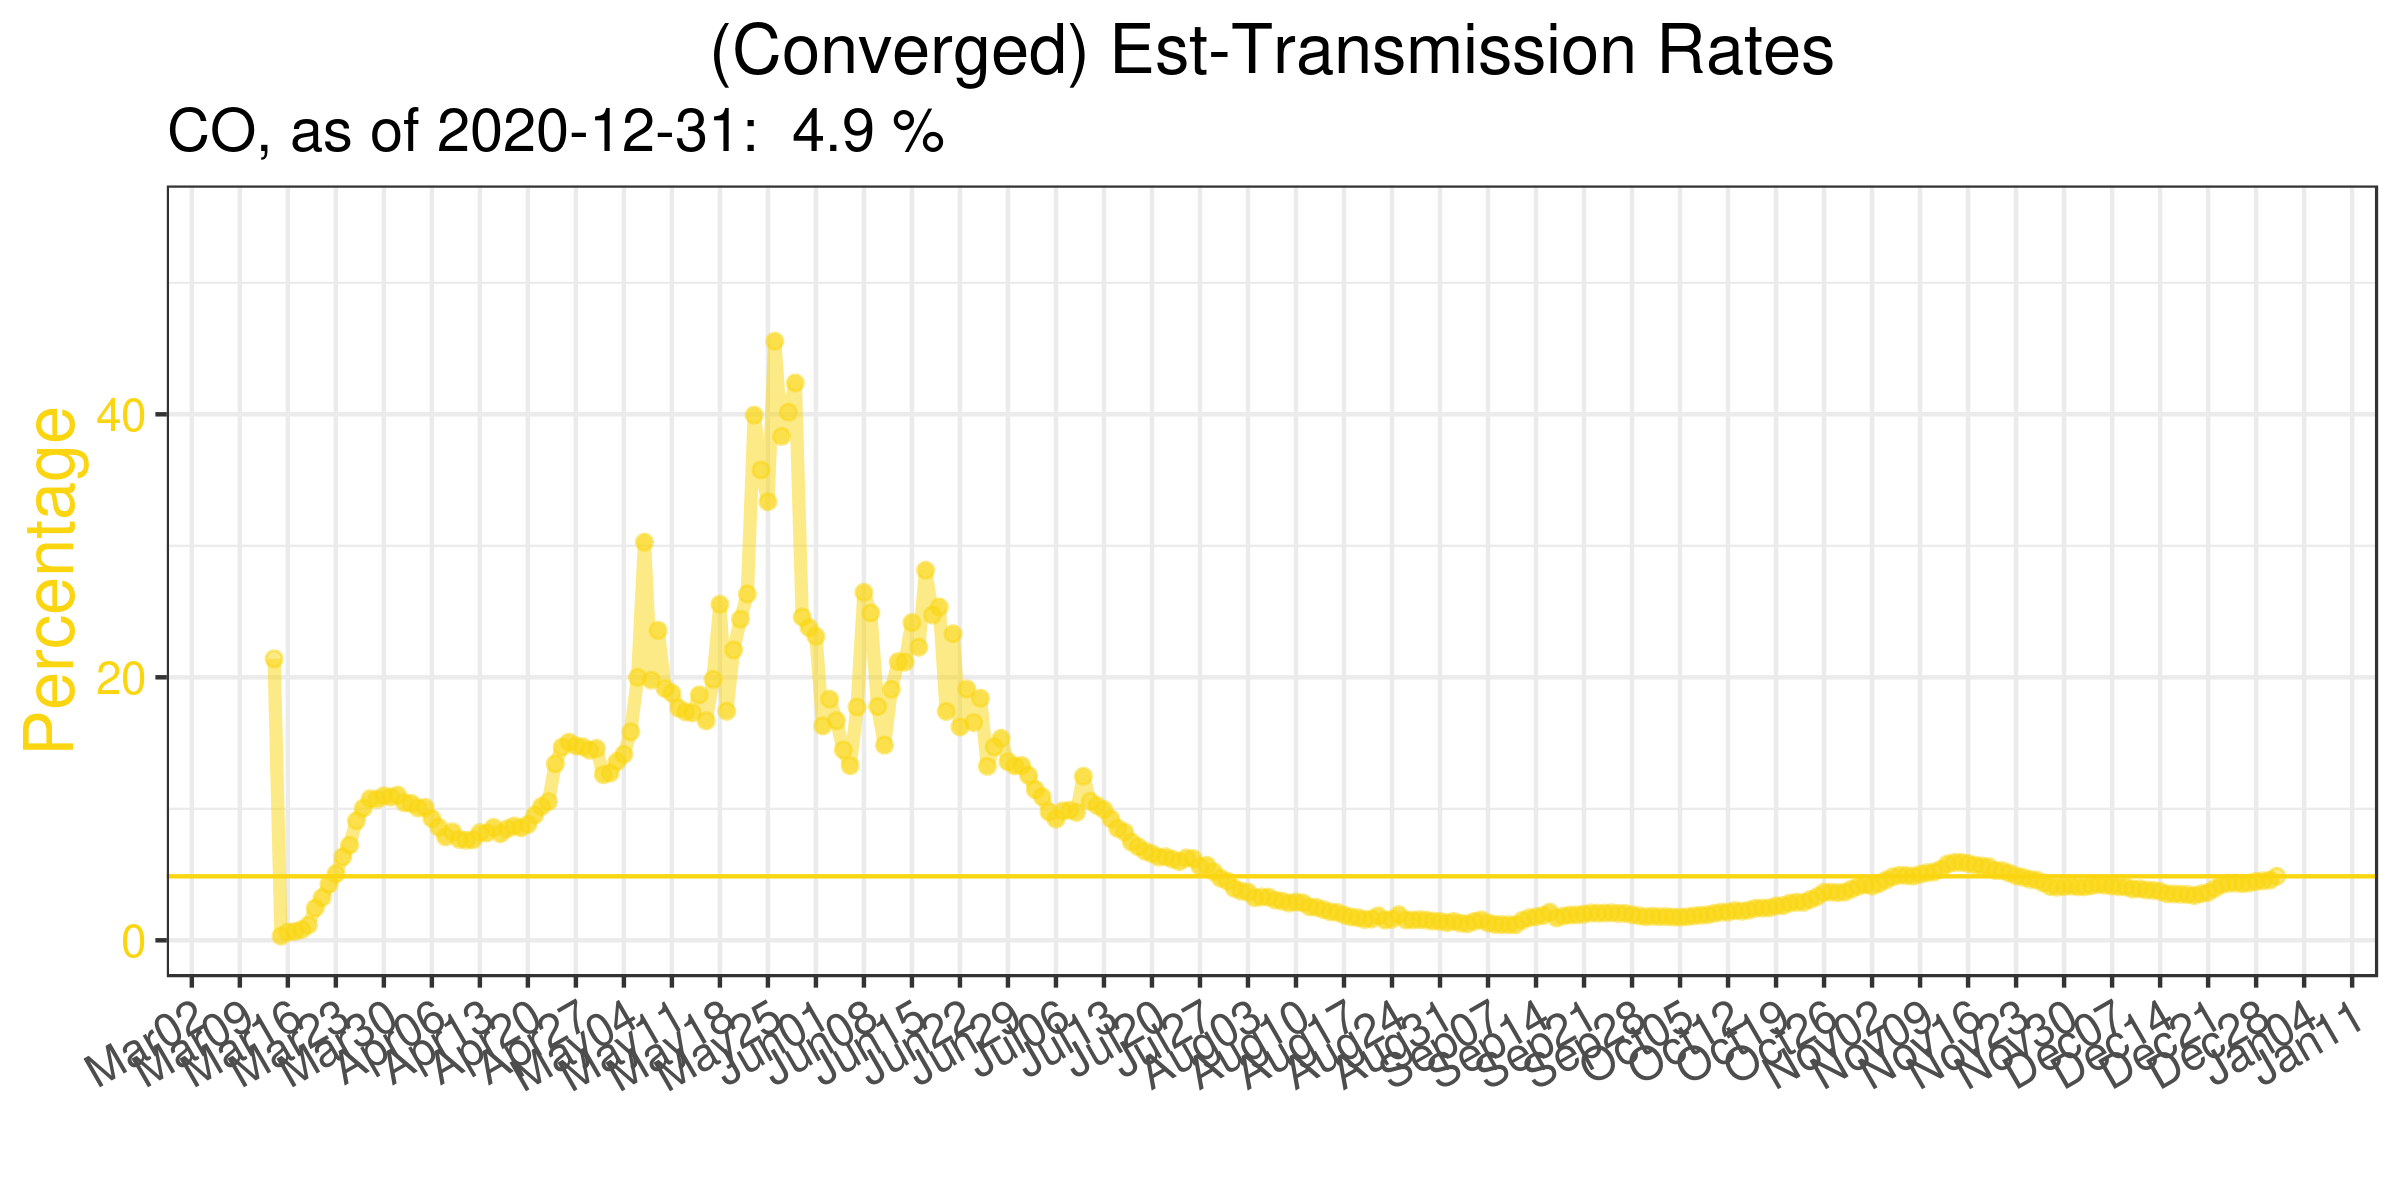 (Converged) Est-Transmission Rates
CO, as of 2020-12-31:  4.9 %
Percentage
40
20
0
Mar02
Mar09
Mar16
Mar23
Mar30
Apr06
Apr13
Apr20
Apr27
May04
May11
May18
May25
Jun01
Jun08
Jun15
Jun22
Jun29
Jul06
Jul13
Jul20
Jul27
Aug03
Aug10
Aug17
Aug24
Aug31
Sep07
Sep14
Sep21
Sep28
Oct05
Oct12
Oct19
Oct26
Nov02
Nov09
Nov16
Nov23
Nov30
Dec07
Dec14
Dec21
Dec28
Jan04
Jan11